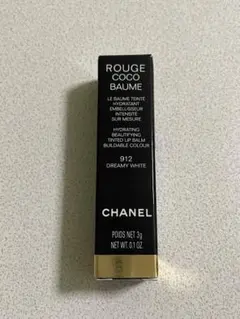 ROUGE
COCO
BAUME
LE BAUME TEINTÉ
HYDRATANT
EMBELLISSEUR
INTENSITÉ
SUR MESURE
HYDRATING
BEAUTIFYING
TINTED LIP BALM
BUILDABLE COLOUR
912
DREAMY WHITE
CHANEL
POIDS NET 3g
NET WT. 0.1 OZ.